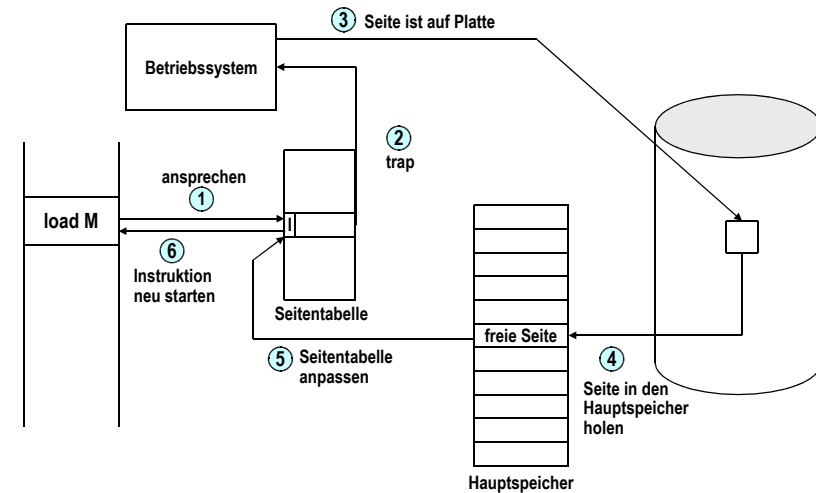 3 Seite ist auf Platte
Betriebssystem
2
trap
ansprechen
1
load M
I
6
Instruktion
neu starten
Seitentabelle
freie Seite
5 Seitentabelle
anpassen
4
Seite in den
Hauptspeicher
holen
Hauptspeicher